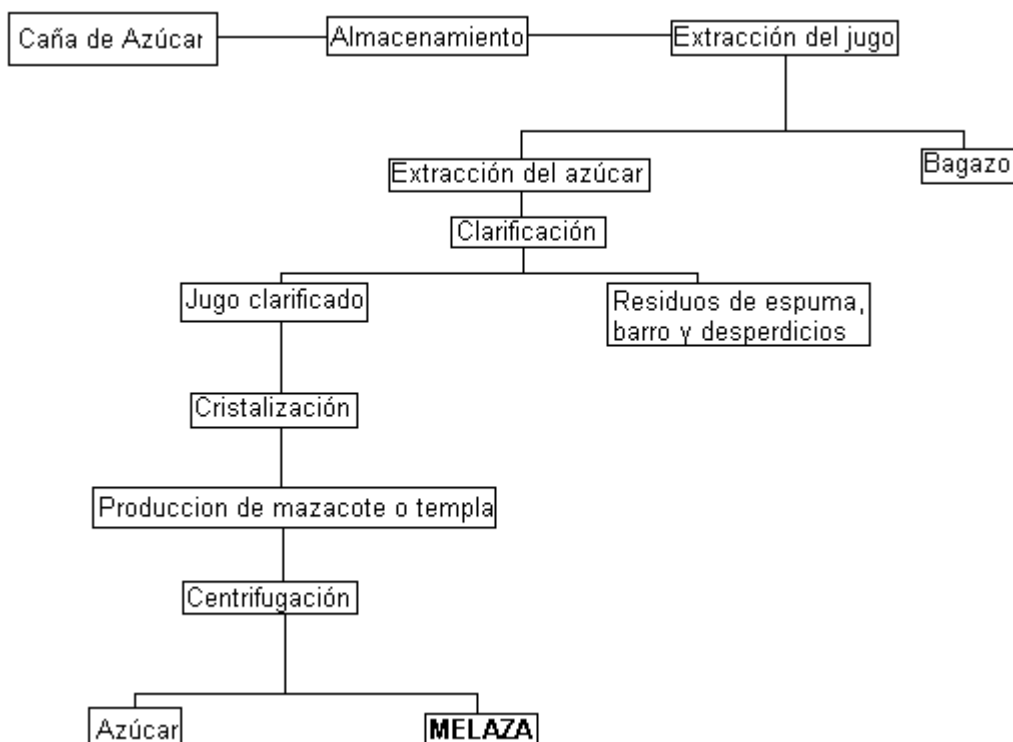 Caña de Azúcar
Almacenamiento
Extracción del jugo
Extracción del azúcar
Bagazo
Clarificación
Jugo clarificado
Residuos de espuma,
barro y desperdicios
Cristalización
Produccion de mazacote o templa
Centrifugación
Azúcar
MELAZA